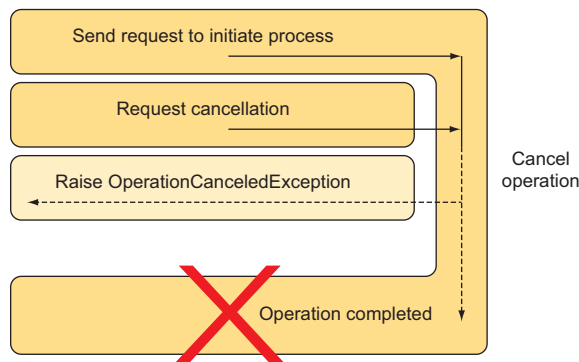 Send request to initiate process
Request cancellation
Raise OperationCanceledException
Cancel
operation
Operation completed